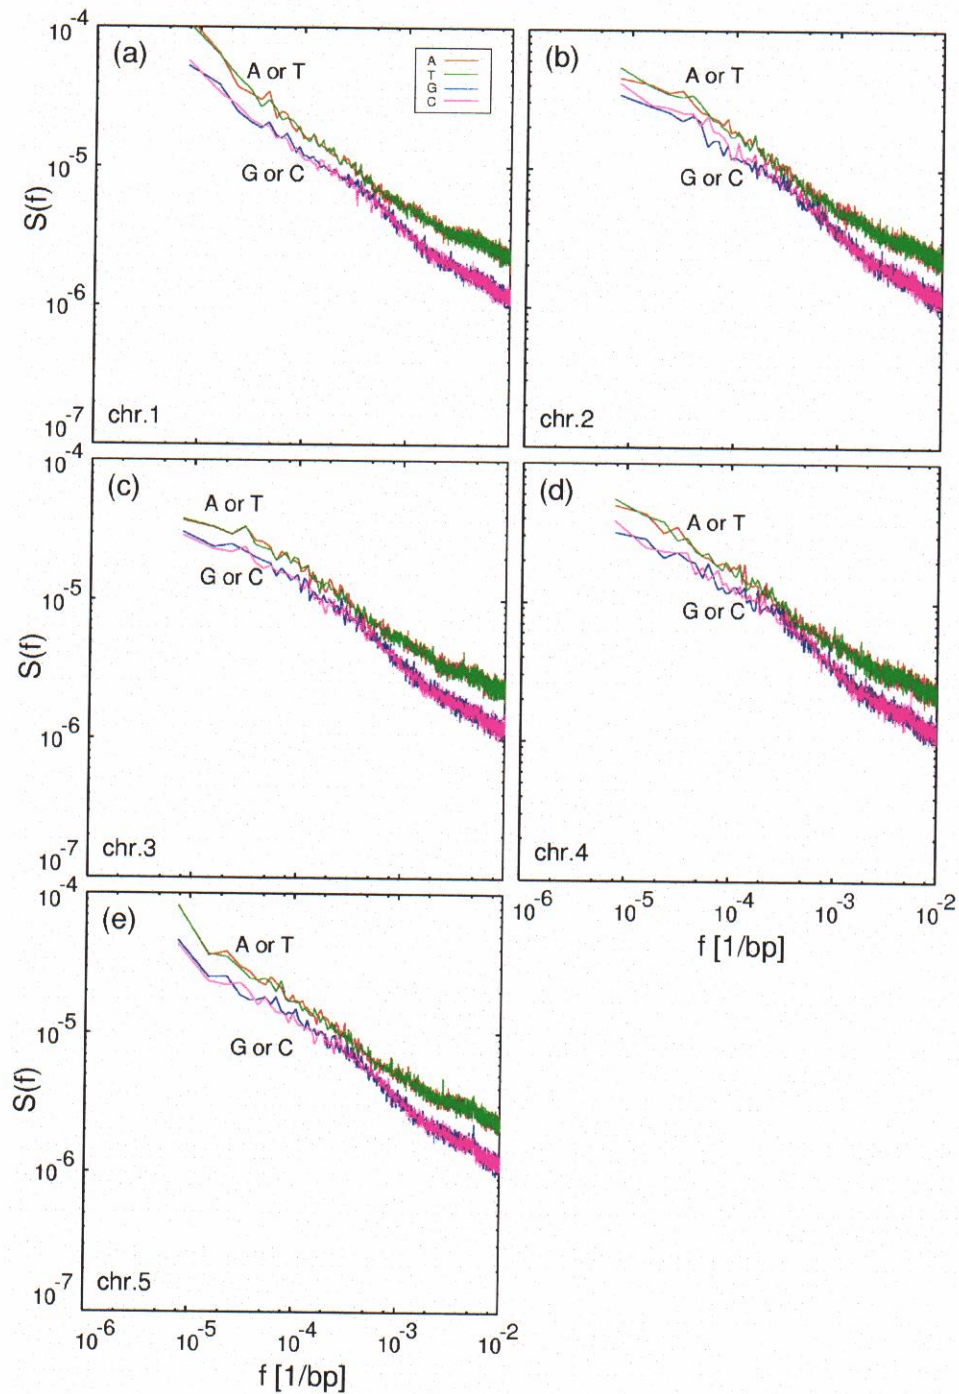 10^-4
(a)
A or T
A
T
G
C
(b)
A or T
10^-5
G or C
G or C
S(f)
10^-6
10^-7
chr.1
chr.2
10^-4
(c)
A or T
(d)
A or T
G or C
G or C
10^-5
S(f)
10^-6
chr.3
chr.4
10^-7
10^-6
10^-5
10^-4
10^-3
10^-2
f [1/bp]
10^-4
(e)
A or T
G or C
10^-5
S(f)
10^-6
chr.5
10^-7
10^-6
10^-5
10^-4
10^-3
10^-2
f [1/bp]